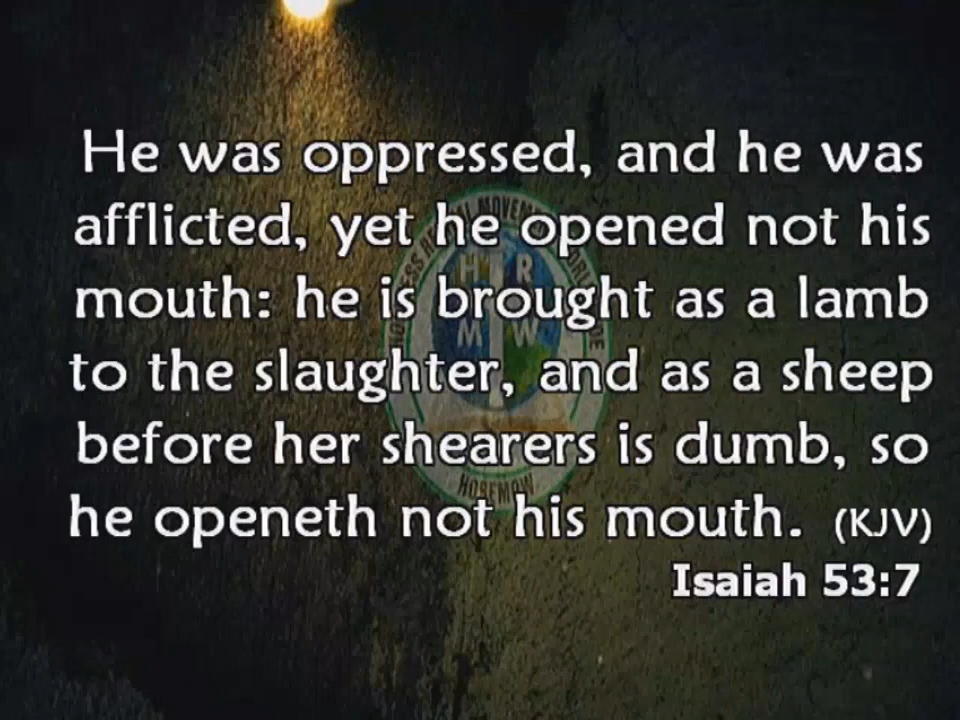 He was oppressed, and he was
afflicted, yet he opened not his
mouth: he is brought as a lamb
to the slaughter, and as a sheep
before her shearers is dumb, so
he openeth not his mouth. (KJV)
Isaiah 53:7
H R
M W
HOREMOW